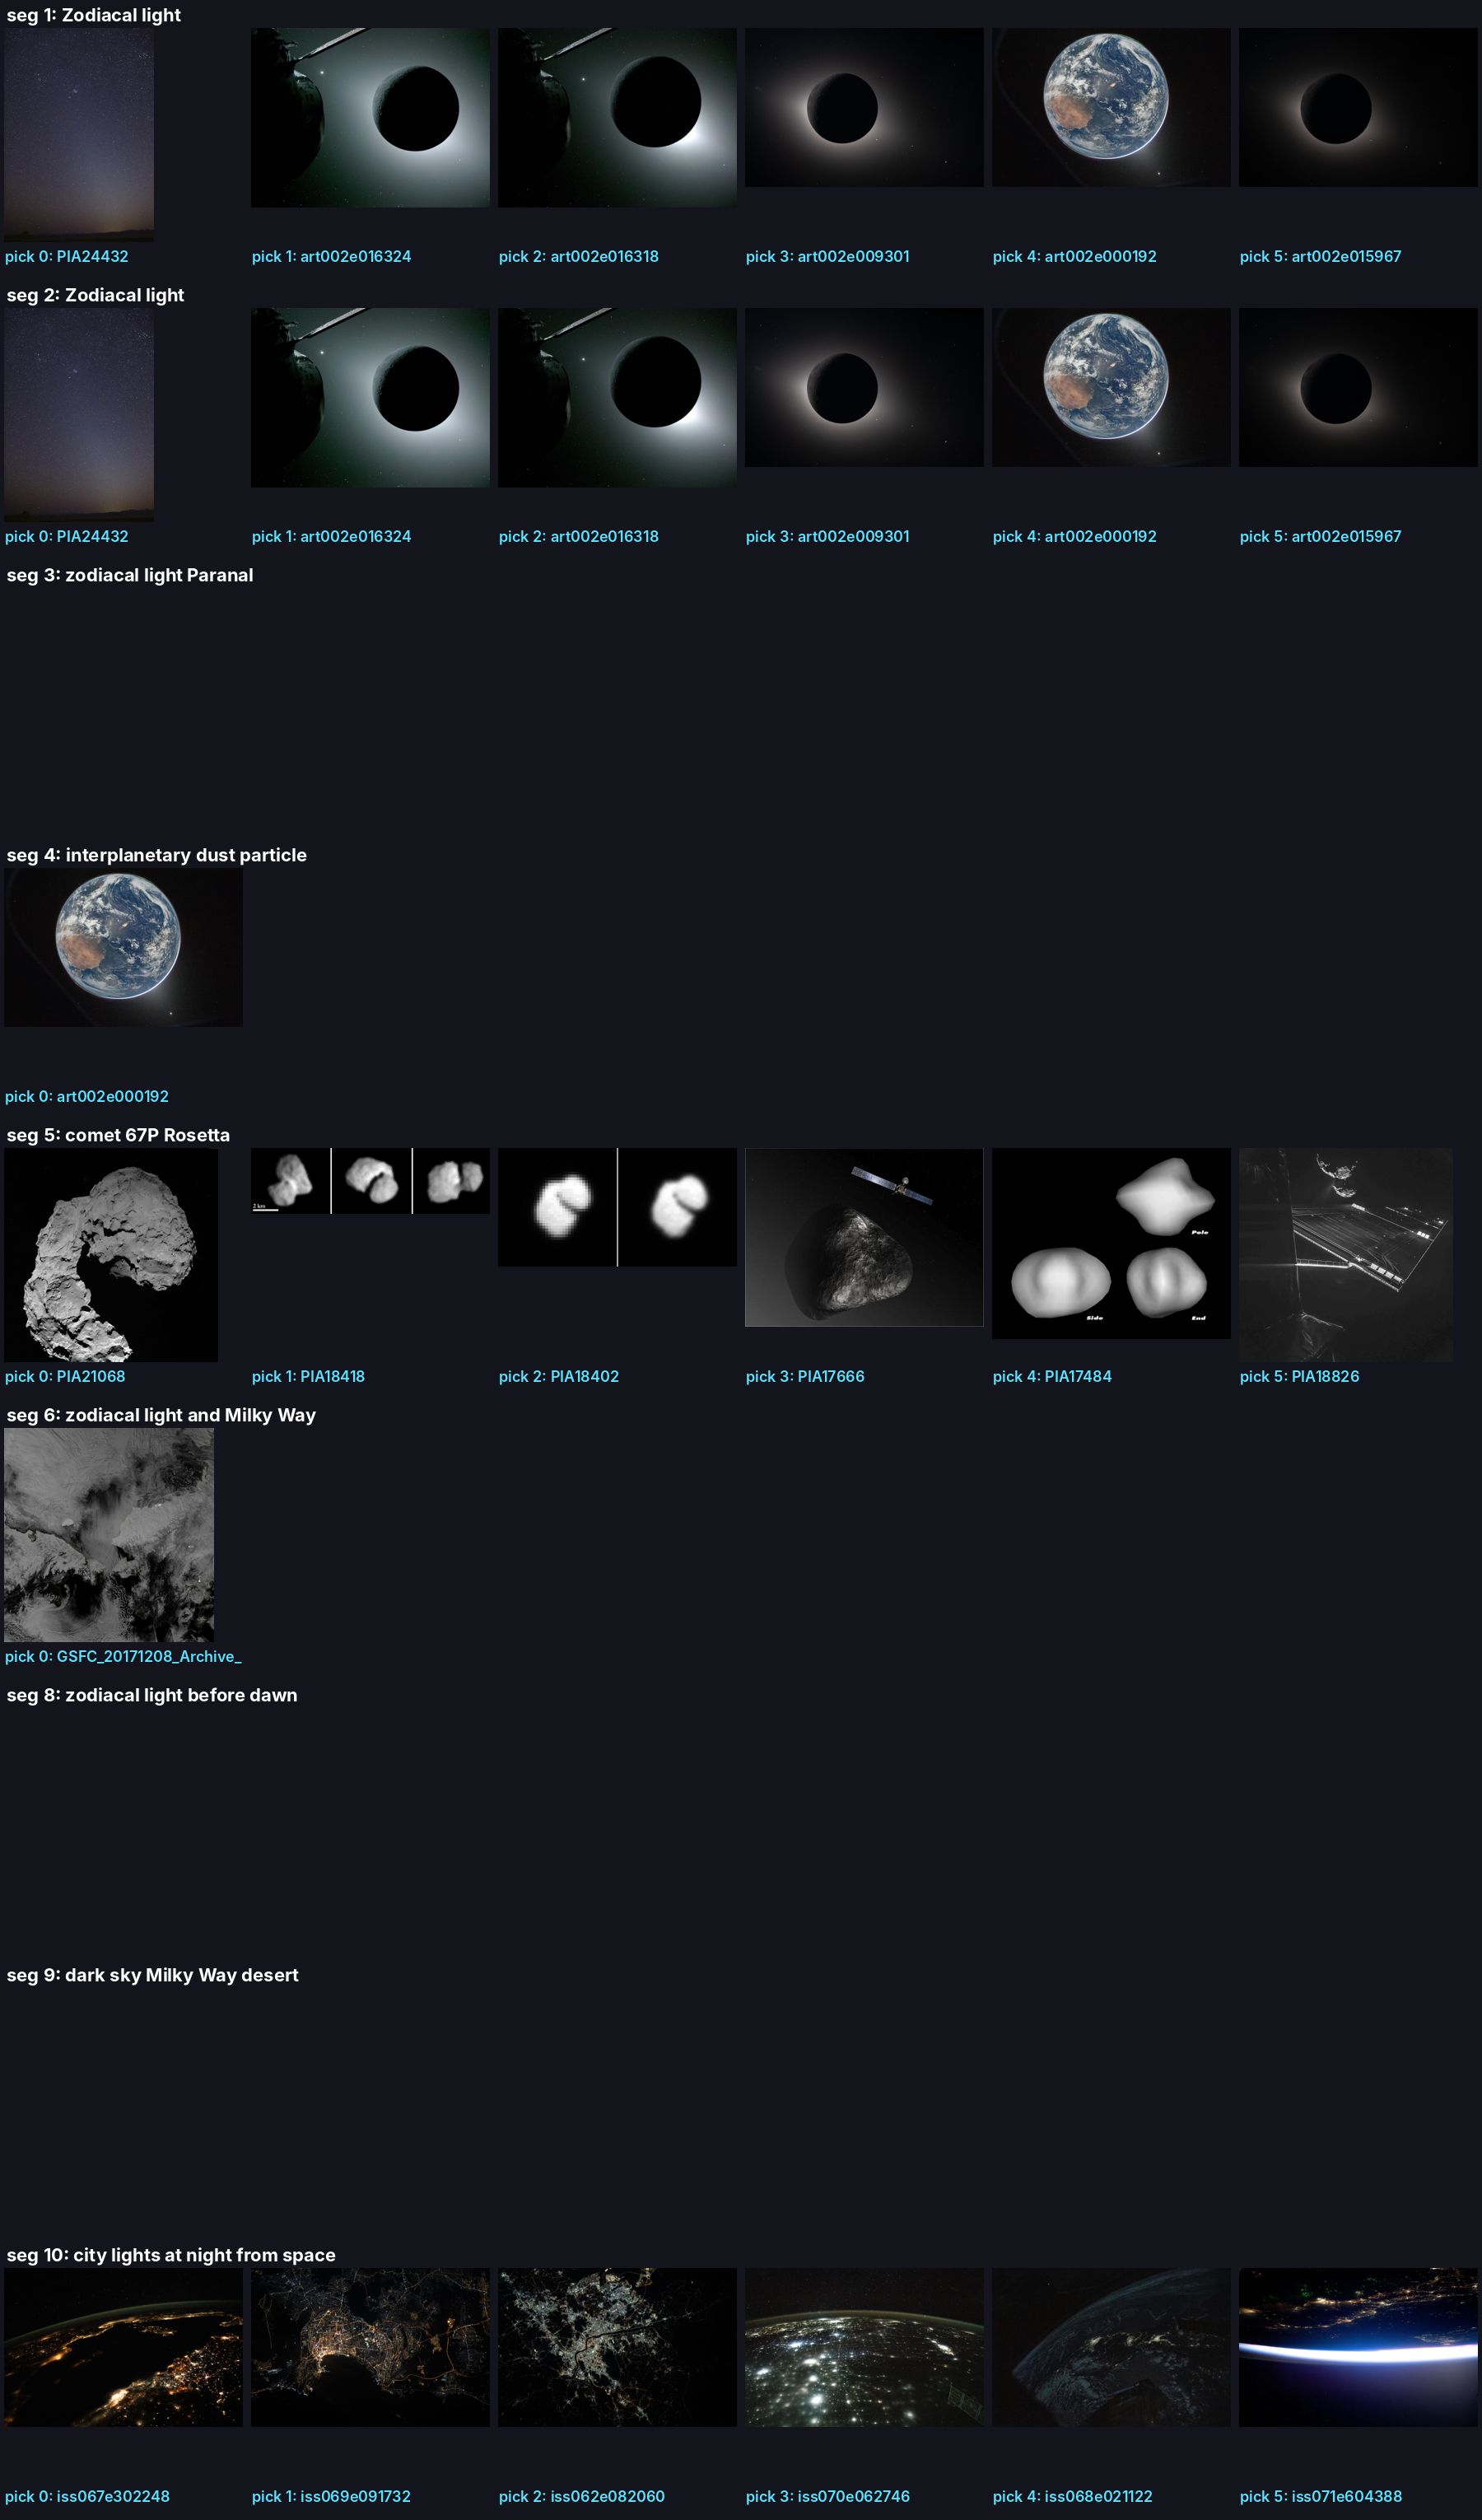 seg 1: Zodiacal light
pick 0: PIA24432
pick 1: art002e016324
pick 2: art002e016318
pick 3: art002e009301
pick 4: art002e000192
pick 5: art002e015967
seg 2: Zodiacal light
pick 0: PIA24432
pick 1: art002e016324
pick 2: art002e016318
pick 3: art002e009301
pick 4: art002e000192
pick 5: art002e015967
seg 3: zodiacal light Paranal
seg 4: interplanetary dust particle
pick 0: art002e000192
seg 5: comet 67P Rosetta
2 km
Pole
Side
End
pick 0: PIA21068
pick 1: PIA18418
pick 2: PIA18402
pick 3: PIA17666
pick 4: PIA17484
pick 5: PIA18826
seg 6: zodiacal light and Milky Way
pick 0: GSFC_20171208_Archive_
seg 8: zodiacal light before dawn
seg 9: dark sky Milky Way desert
seg 10: city lights at night from space
pick 0: iss067e302248
pick 1: iss069e091732
pick 2: iss062e082060
pick 3: iss070e062746
pick 4: iss068e021122
pick 5: iss071e604388